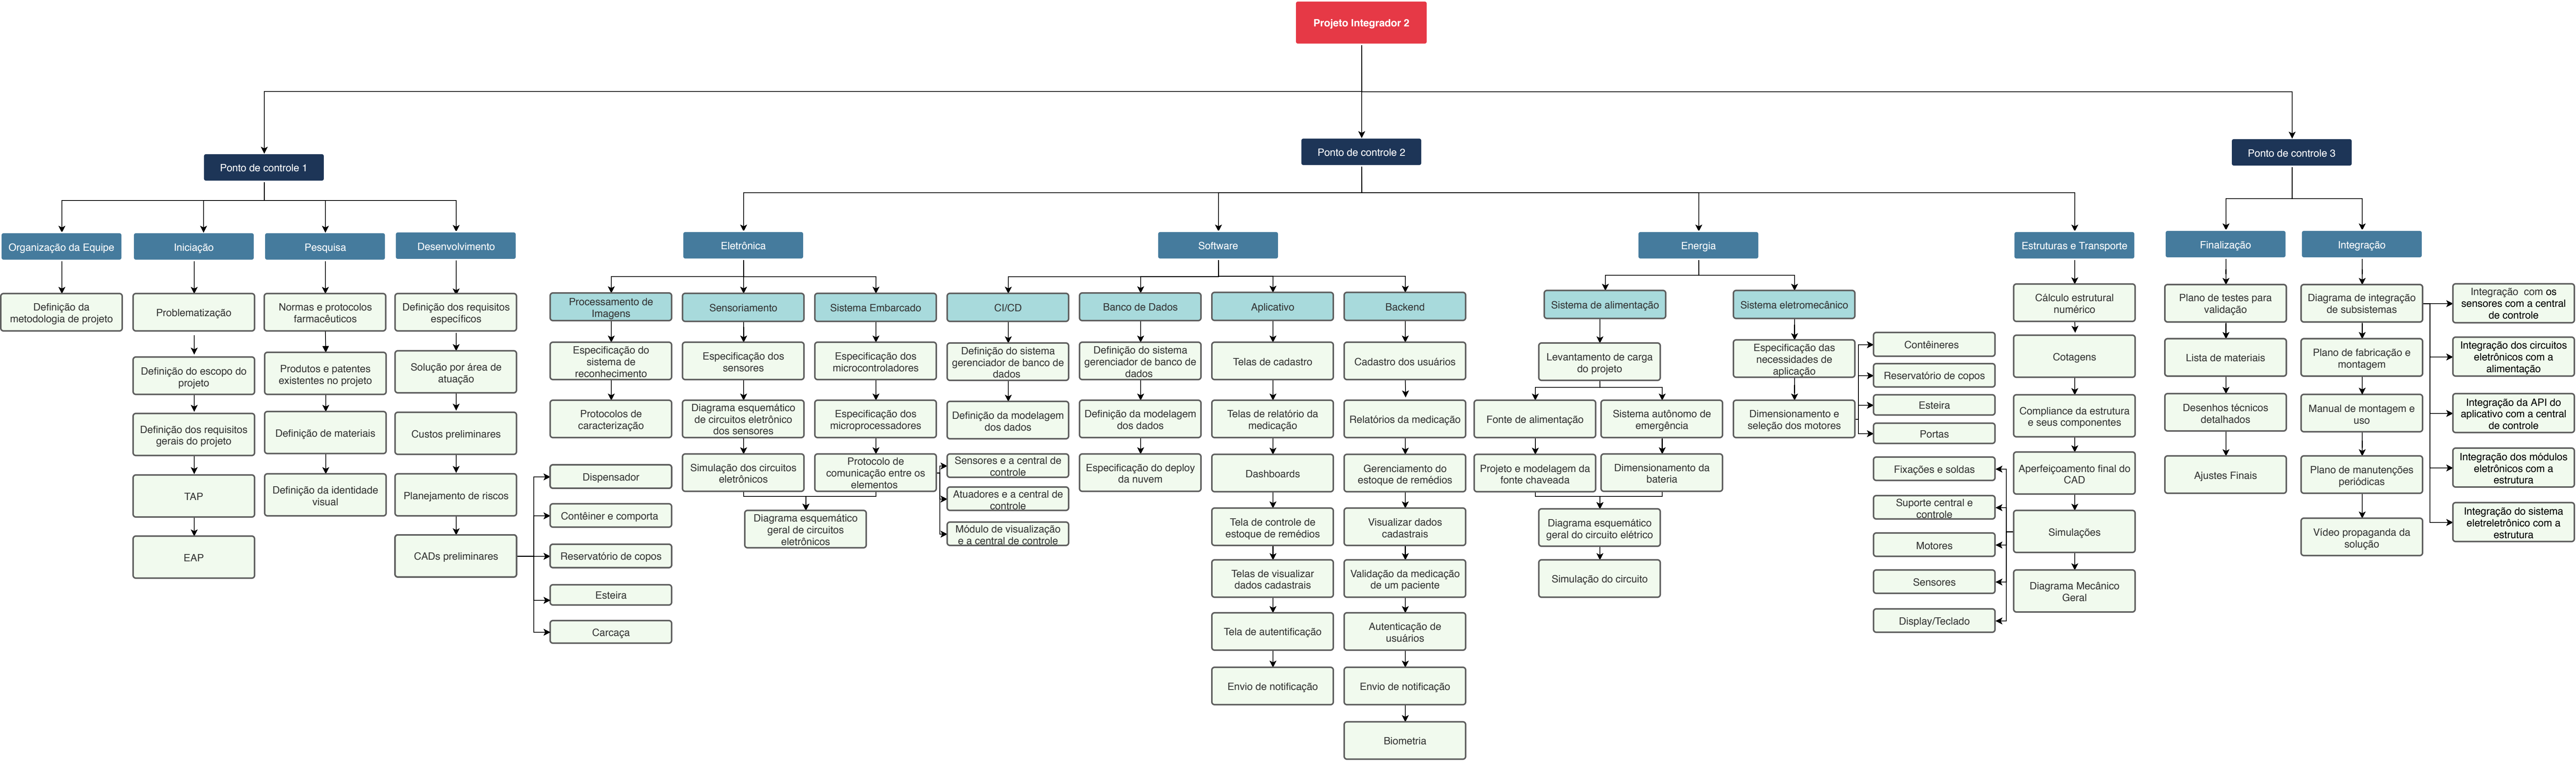 Projeto Integrador 2
Ponto de controle 1
Ponto de controle 2
Ponto de controle 3
Organização da Equipe
Definição da
metodologia de projeto
Iniciação
Problematização
Definição do escopo do
projeto
Definição dos requisitos
gerais do projeto
TAP
EAP
Pesquisa
Normas e protocolos
farmacêuticos
Produtos e patentes
existentes no projeto
Definição de materiais
Definição da identidade
visual
Desenvolvimento
Definição dos requisitos
específicos
Solução por área de
atuação
Custos preliminares
Planejamento de riscos
CADs preliminares
Dispensador
Contêiner e comporta
Reservatório de copos
Esteira
Carcaça
Eletrônica
Processamento de
Imagens
Especificação do
sistema de
reconhecimento
Protocolos de
caracterização
Sensoriamento
Especificação dos
sensores
Diagrama esquemático
de circuitos eletrônico
dos sensores
Simulação dos circuitos
eletrônicos
Sistema Embarcado
Especificação dos
microcontroladores
Especificação dos
microprocessadores
Protocolo de
comunicação entre os
elementos
Diagrama esquemático
geral de circuitos
eletrônicos
Sensores e a central de
controle
Atuadores e a central de
controle
Módulo de visualização
e a central de controle
Software
CI/CD
Definição do sistema
gerenciador de banco de
dados
Definição da modelagem
dos dados
Banco de Dados
Definição do sistema
gerenciador de banco de
dados
Definição da modelagem
dos dados
Especificação do deploy
da nuvem
Aplicativo
Telas de cadastro
Telas de relatório da
medicação
Dashboards
Tela de controle de
estoque de remédios
Telas de visualizar
dados cadastrais
Tela de autentificação
Envio de notificação
Backend
Cadastro dos usuários
Relatórios da medicação
Gerenciamento do
estoque de remédios
Visualizar dados
cadastrais
Validação da medicação
de um paciente
Autenticação de
usuários
Envio de notificação
Biometria
Energia
Sistema de alimentação
Levantamento de carga
do projeto
Fonte de alimentação
Projeto e modelagem da
fonte chaveada
Sistema autônomo de
emergência
Dimensionamento da
bateria
Diagrama esquemático
geral do circuito elétrico
Simulação do circuito
Sistema eletromecânico
Especificação das
necessidades de
aplicação
Dimensionamento e
seleção dos motores
Contêineres
Reservatório de copos
Esteira
Portas
Estruturas e Transporte
Cálculo estrutural
numérico
Cotagens
Compliance da estrutura
e seus componentes
Aperfeiçoamento final do
CAD
Simulações
Diagrama Mecânico
Geral
Fixações e soldas
Suporte central e
controle
Motores
Sensores
Display/Teclado
Finalização
Plano de testes para
validação
Lista de materiais
Desenhos técnicos
detalhados
Ajustes Finais
Integração
Diagrama de integração
de subsistemas
Plano de fabricação e
montagem
Manual de montagem e
uso
Plano de manutenções
periódicas
Vídeo propaganda da
solução
Integração com os
sensores com a central
de controle
Integração dos circuitos
eletrônicos com a
alimentação
Integração da API do
aplicativo com a central
de controle
Integração dos módulos
eletrônicos com a
estrutura
Integração do sistema
eletreletrônico com a
estrutura